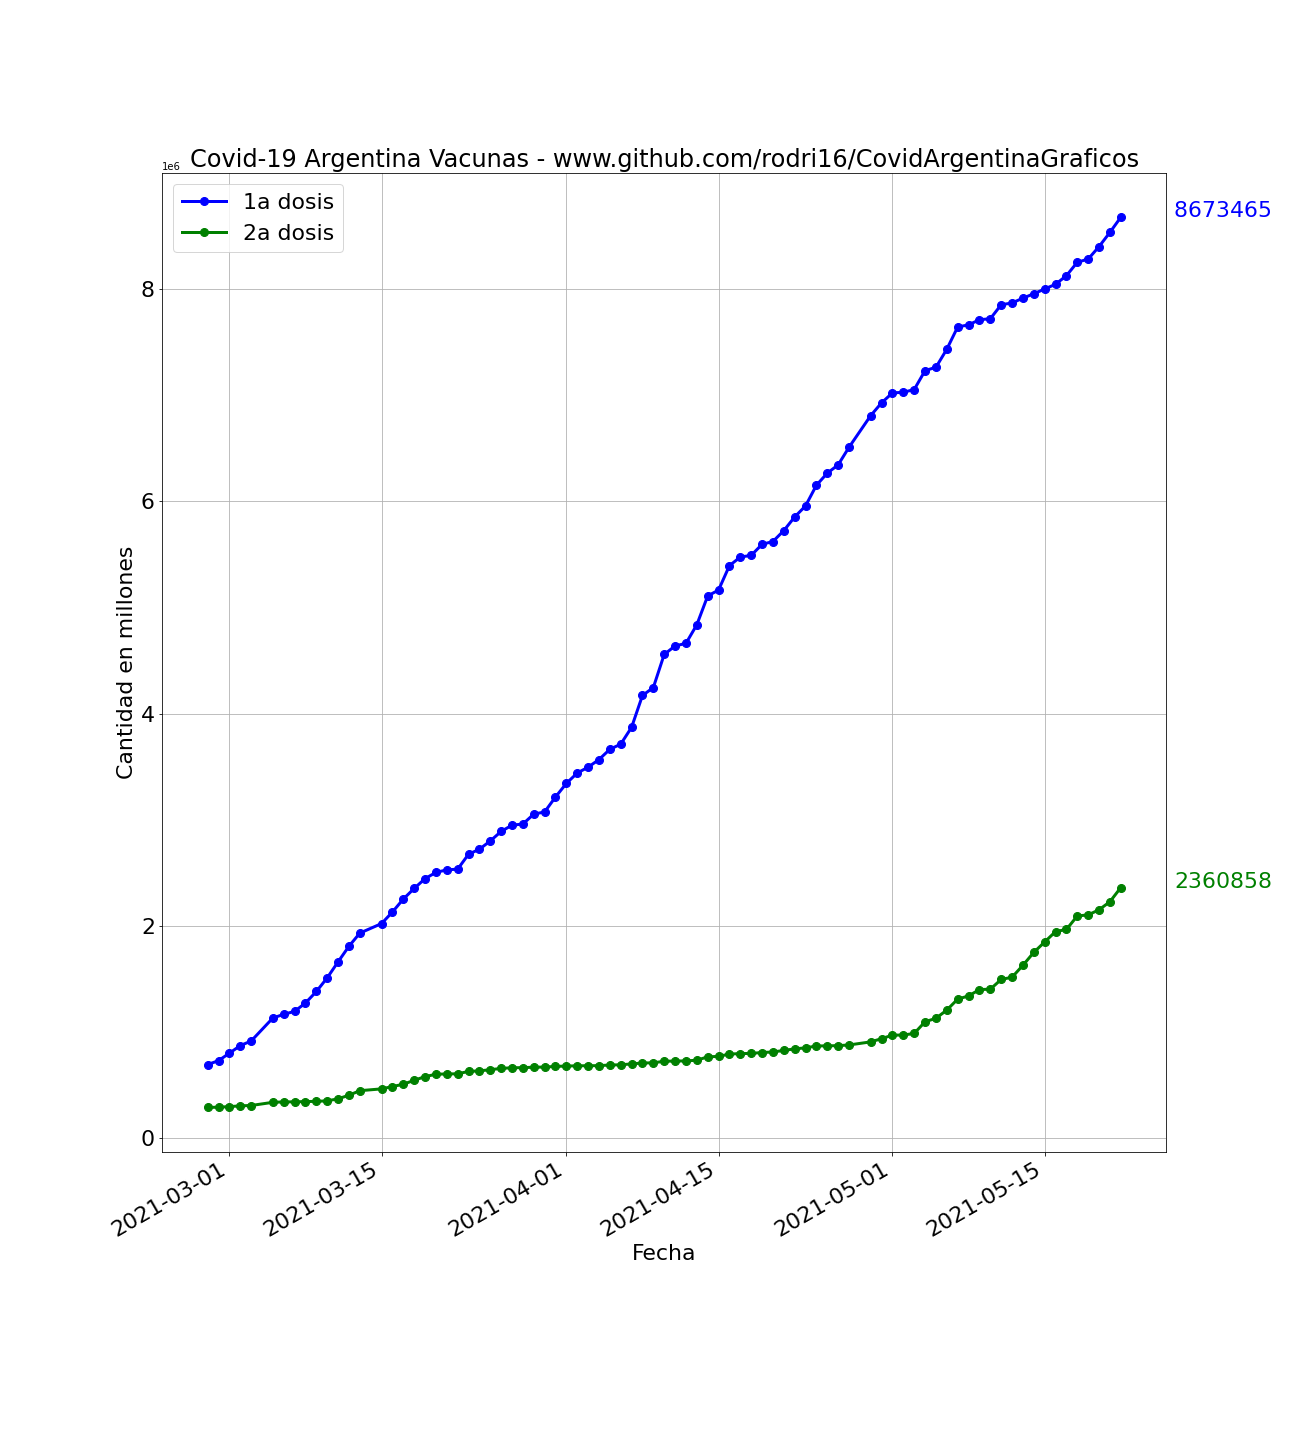 Covid-19 Argentina Vacunas - www.github.com/rodri16/CovidArgentinaGraficos
1e6
1a dosis
2a dosis
8673465
2360858
8
6
4
2
0
Cantidad en millones
2021-03-01
2021-03-15
2021-04-01
2021-04-15
2021-05-01
2021-05-15
Fecha